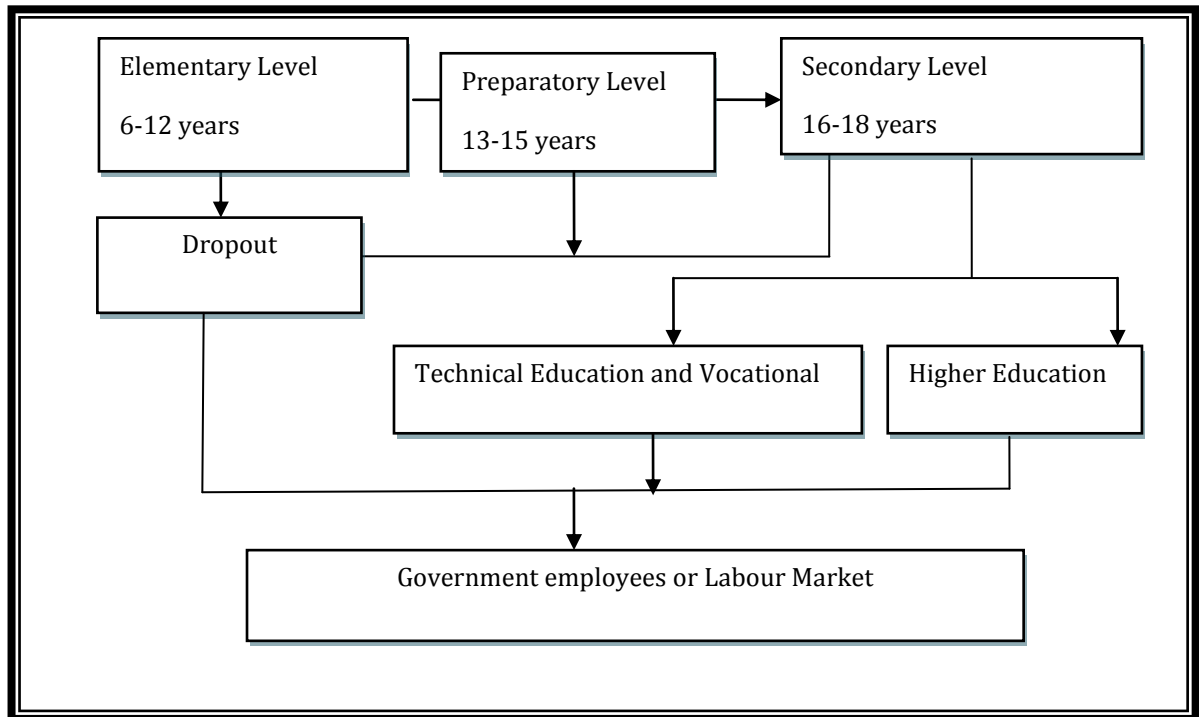 Elementary Level
6-12 years
Preparatory Level
13-15 years
Secondary Level
16-18 years
Dropout
Technical Education and Vocational
Higher Education
Government employees or Labour Market